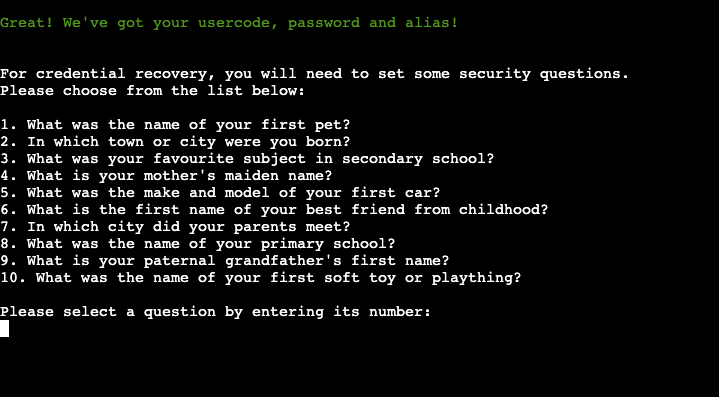 Great! We've got your usercode, password and alias!
For credential recovery, you will need to set some security questions.
Please choose from the list below:
1. What was the name of your first pet?
2. In which town or city were you born?
3. What was your favourite subject in secondary school?
4. What is your mother's maiden name?
5. What was the make and model of your first car?
6. What is the first name of your best friend from childhood?
7. In which city did your parents meet?
8. What was the name of your primary school?
9. What is your paternal grandfather's first name?
10. What was the name of your first soft toy or plaything?
Please select a question by entering its number: